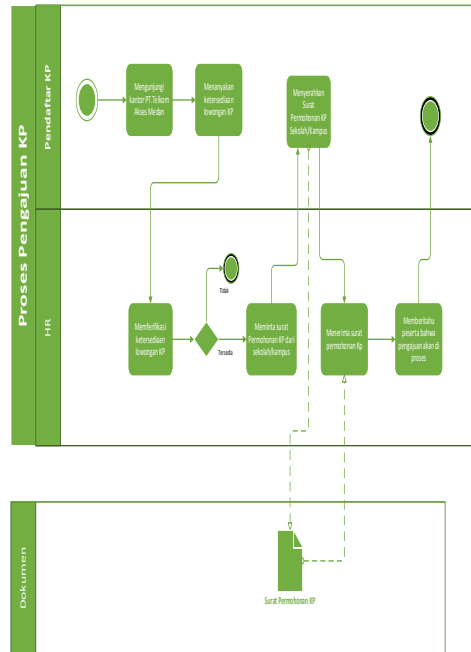 Proses Pengajuan KP
Pendaftar KP
Mengunjungi
kantor PT.Telkom
Akses Medan
Menanyakan
ketersediaan
lowongan KP
Menyerahkan
Surat
Permohonan KP
Sekolah/Kampus
HR
Memferifikasi
ketersediaan
lowongan KP
Tidak
Tersedia
Meminta surat
Permohonan KP dari
sekolah/kampus
Menerima surat
permohonan Kp
Memberitahu
peserta bahwa
pengajuan akan di
proses
Dokumen
Surat Permohonan KP